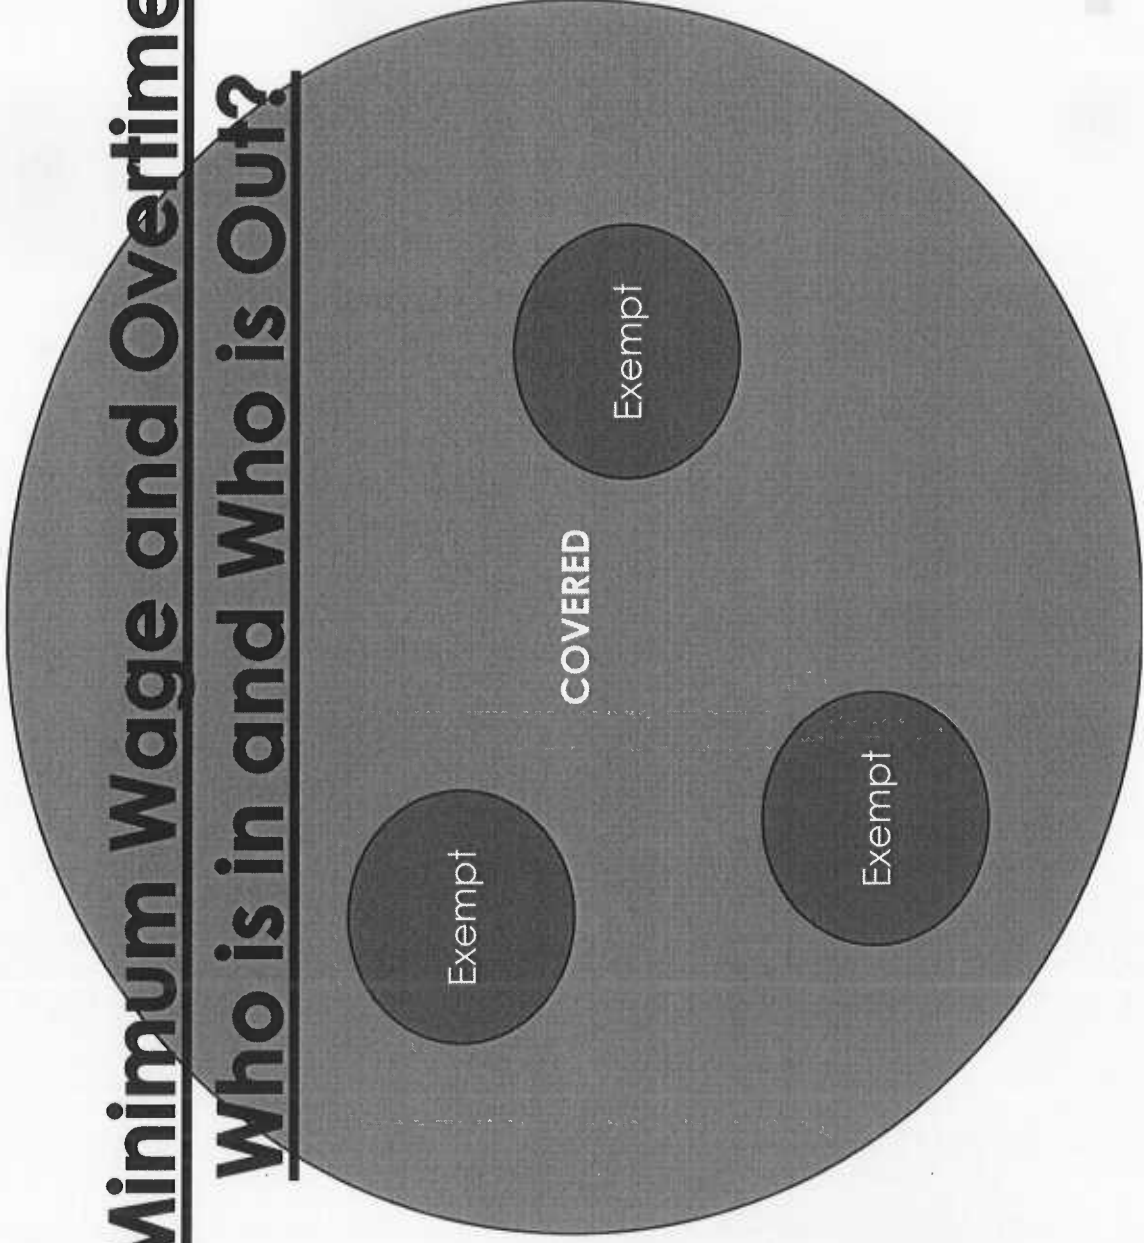 Minimum Wage and Overtime
Who is in and Who is Out?
Exempt
COVERED
Exempt
Exempt